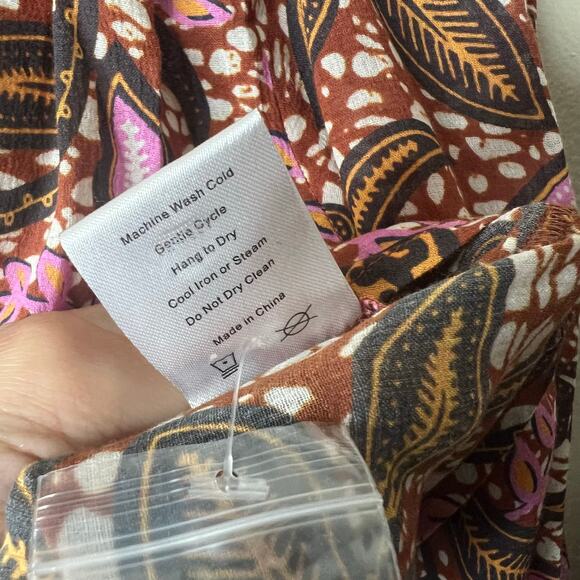 Machine Wash Cold
Gentle Cycle
Hang to Dry
Cool Iron or Steam
Do Not Dry Clean
Made in China